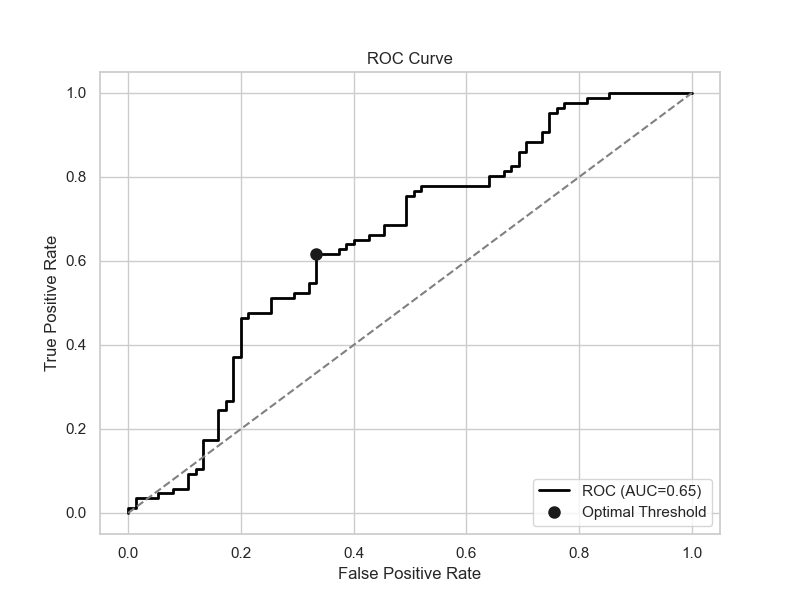 ROC Curve
1.0
0.8
0.6
0.4
0.2
0.0
True Positive Rate
0.0 0.2 0.4 0.6 0.8 1.0
False Positive Rate
ROC (AUC=0.65)
Optimal Threshold